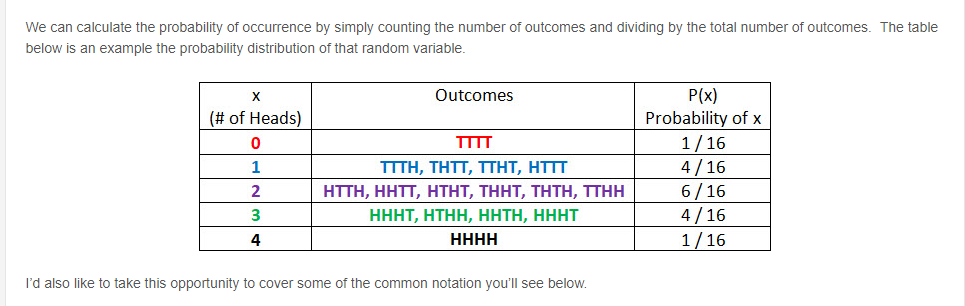 We can calculate the probability of occurrence by simply counting the number of outcomes and dividing by the total number of outcomes.  The table
below is an example the probability distribution of that random variable.
x Outcomes P(x)
(# of Heads) Probability of x
0 TTTT 1 / 16
1 TTTH, THTT, TTHT, HTTT 4 / 16
2 HTTH, HHTT, HTHT, THHT, THTH, TTHH 6 / 16
3 HHHT, HTHH, HHTH, HHHT 4 / 16
4 HHHH 1 / 16
I'd also like to take this opportunity to cover some of the common notation you'll see below.